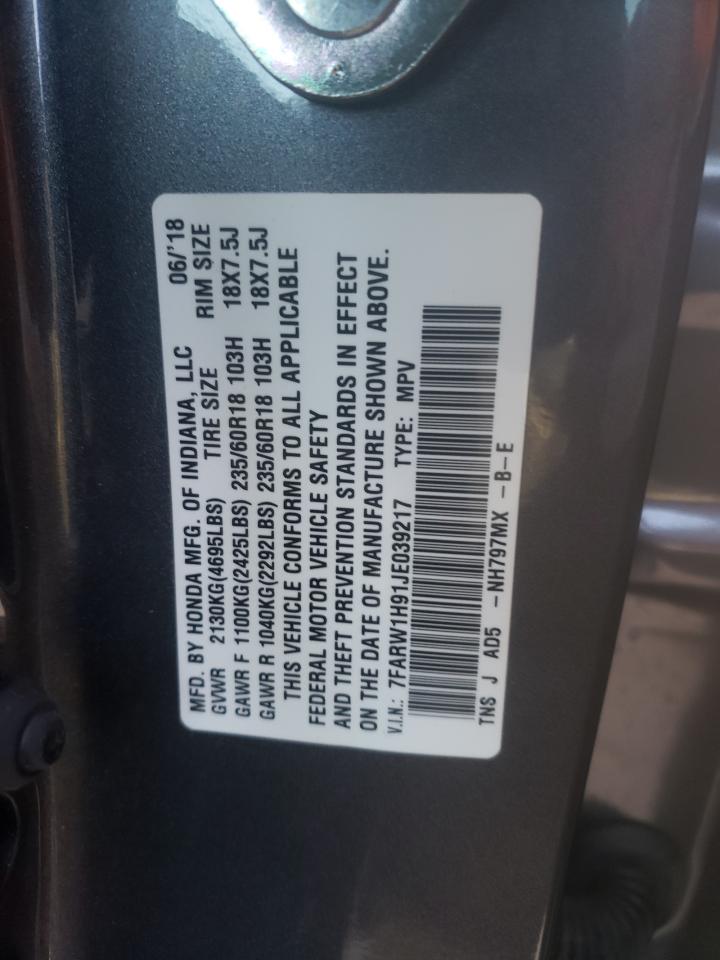 MFD. BY HONDA MFG. OF INDIANA, LLC 06/'18
GVWR 2130KG(4695LBS) TIRE SIZE RIM SIZE
GAWR F 1100KG(2425LBS) 235/60R18 103H 18X7.5J
GAWR R 1040KG(2292LBS) 235/60R18 103H 18X7.5J
THIS VEHICLE CONFORMS TO ALL APPLICABLE
FEDERAL MOTOR VEHICLE SAFETY
AND THEFT PREVENTION STANDARDS IN EFFECT
ON THE DATE OF MANUFACTURE SHOWN ABOVE.
V.I.N.: 7FARW1H91JE039217 TYPE: MPV
TNS J AD5 -NH797MX -B-E